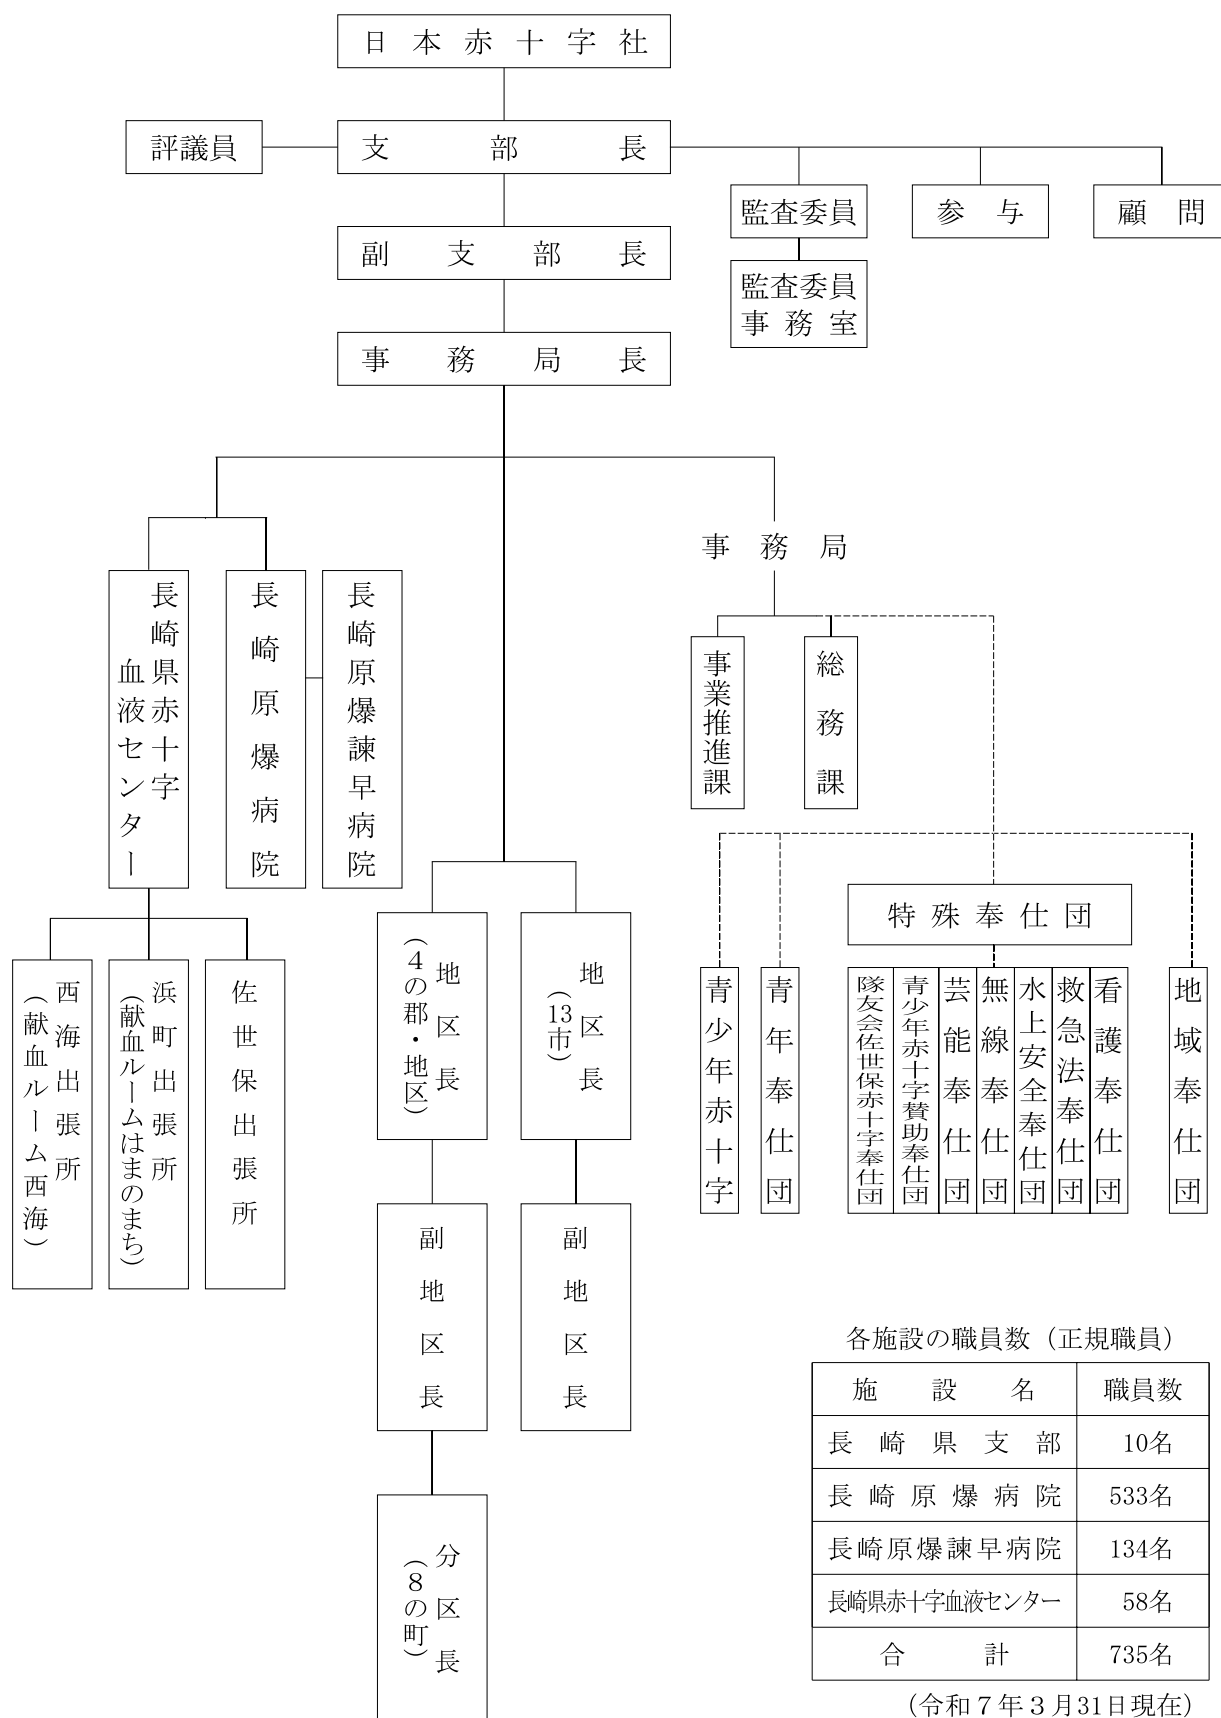 日本赤十字社
評議員
支部長
監査委員
参与
顧問
副支部長
監査委員
事務室
事務局長
事務局
長崎県赤十字
血液センター
長崎原爆病院
長崎原爆諫早病院
事業推進課
総務課
特殊奉仕団
地区長
(4の郡・地区)
地区長
(13市)
西海出張所
(献血ルーム西海)
浜町出張所
(献血ルームはまのまち)
佐世保出張所
青少年赤十字
青年奉仕団
隊友会佐世保赤十字奉仕団
青少年赤十字賛助奉仕団
芸能奉仕団
無線奉仕団
水上安全奉仕団
救急法奉仕団
看護奉仕団
地域奉仕団
副地区長
副地区長
分区長
(8の町)
各施設の職員数(正規職員)
施設名 職員数
長崎県支部 10名
長崎原爆病院 533名
長崎原爆諫早病院 134名
長崎県赤十字血液センター 58名
合計 735名
(令和7年3月31日現在)